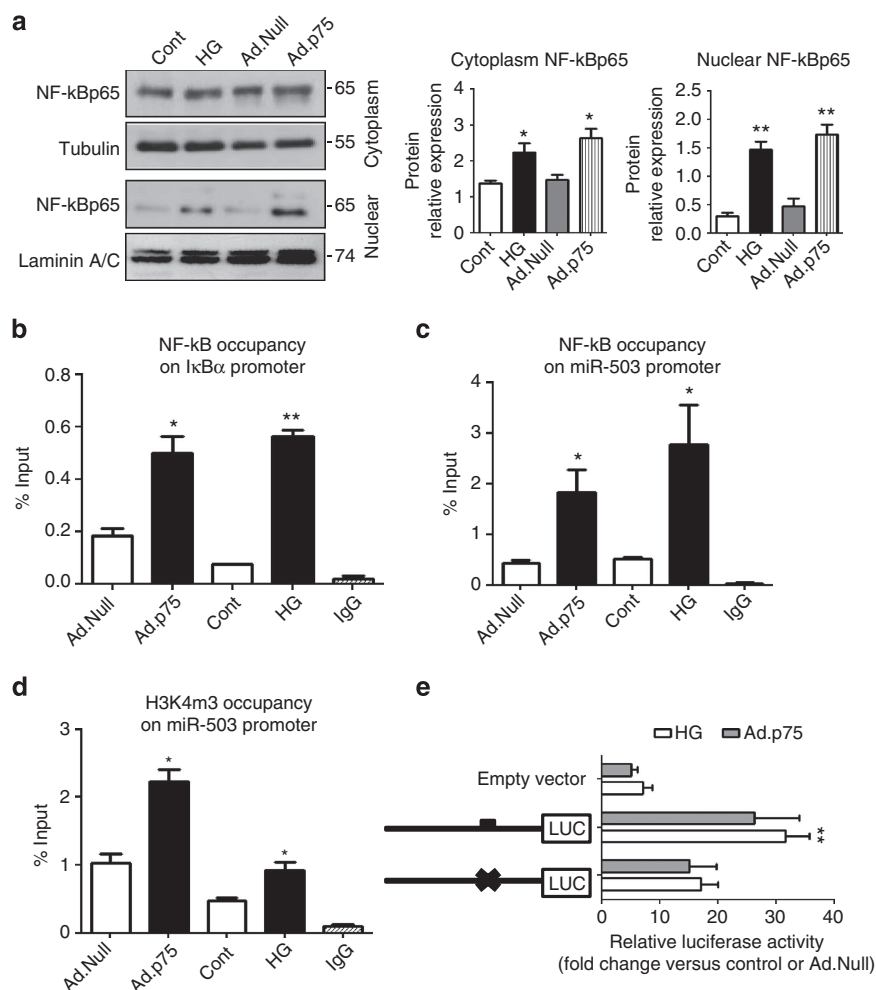 a
Cont
HG
Ad.Null
Ad.p75
NF-kBp65
-65
Tubulin
-55
Cytoplasm
NF-kBp65
-65
Laminin A/C
-74
Nuclear
Cytoplasm NF-kBp65
Protein
relative expression
4
3
2
1
0
*
*
Cont
HG
Ad.Null
Ad.p75
Nuclear NF-kBp65
Protein
relative expression
2.0
1.5
1.0
0.5
0.0
**
**
Cont
HG
Ad.Null
Ad.p75
b
NF-kB occupancy
on IκBα promoter
% Input
0.8
0.6
0.4
0.2
0.0
*
**
Ad.Null
Ad.p75
Cont
HG
IgG
c
NF-kB occupancy
on miR-503 promoter
% Input
4
3
2
1
0
*
*
Ad.Null
Ad.p75
Cont
HG
IgG
d
H3K4m3 occupancy
on miR-503 promoter
% Input
3
2
1
0
*
*
Ad.Null
Ad.p75
Cont
HG
IgG
e
HG
Ad.p75
Empty vector
LUC
**
LUC
0
10
20
30
40
Relative luciferase activity
(fold change versus control or Ad.Null)